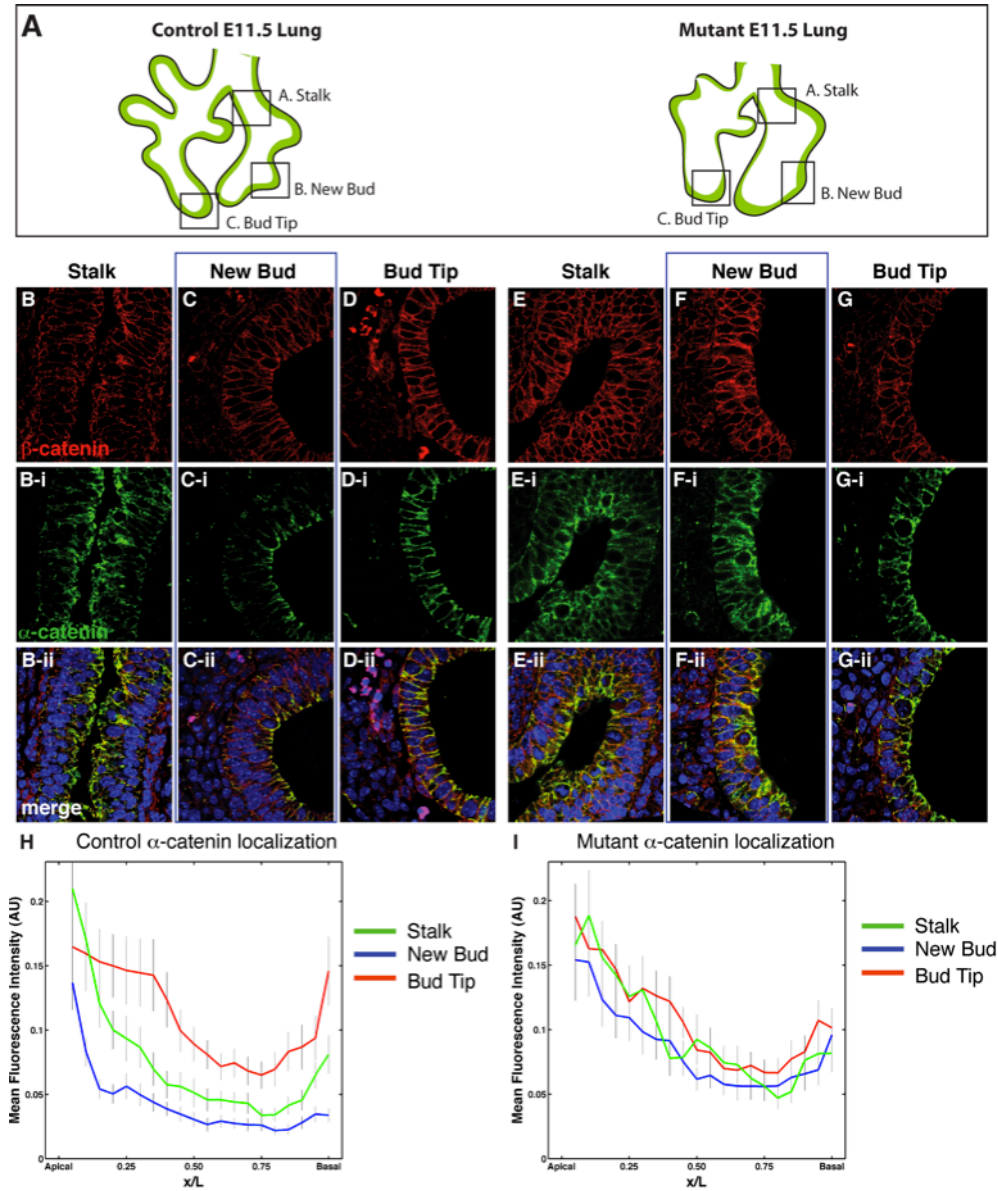 A
Control E11.5 Lung
Mutant E11.5 Lung
A. Stalk
B. New Bud
C. Bud Tip
A. Stalk
B. New Bud
C. Bud Tip
Stalk New Bud Bud Tip Stalk New Bud Bud Tip
B C D E F G
β-catenin
B-i C-i D-i E-i F-i G-i
α-catenin
B-ii C-ii D-ii E-ii F-ii G-ii
merge
H Control α-catenin localization
Mean Fluorescence Intensity (AU)
0.2
0.15
0.1
0.05
0
Apical 0.25 0.50 0.75 Basal
x/L
Stalk
New Bud
Bud Tip
I Mutant α-catenin localization
Mean Fluorescence Intensity (AU)
0.2
0.15
0.1
0.05
0
Apical 0.25 0.50 0.75 Basal
x/L
Stalk
New Bud
Bud Tip